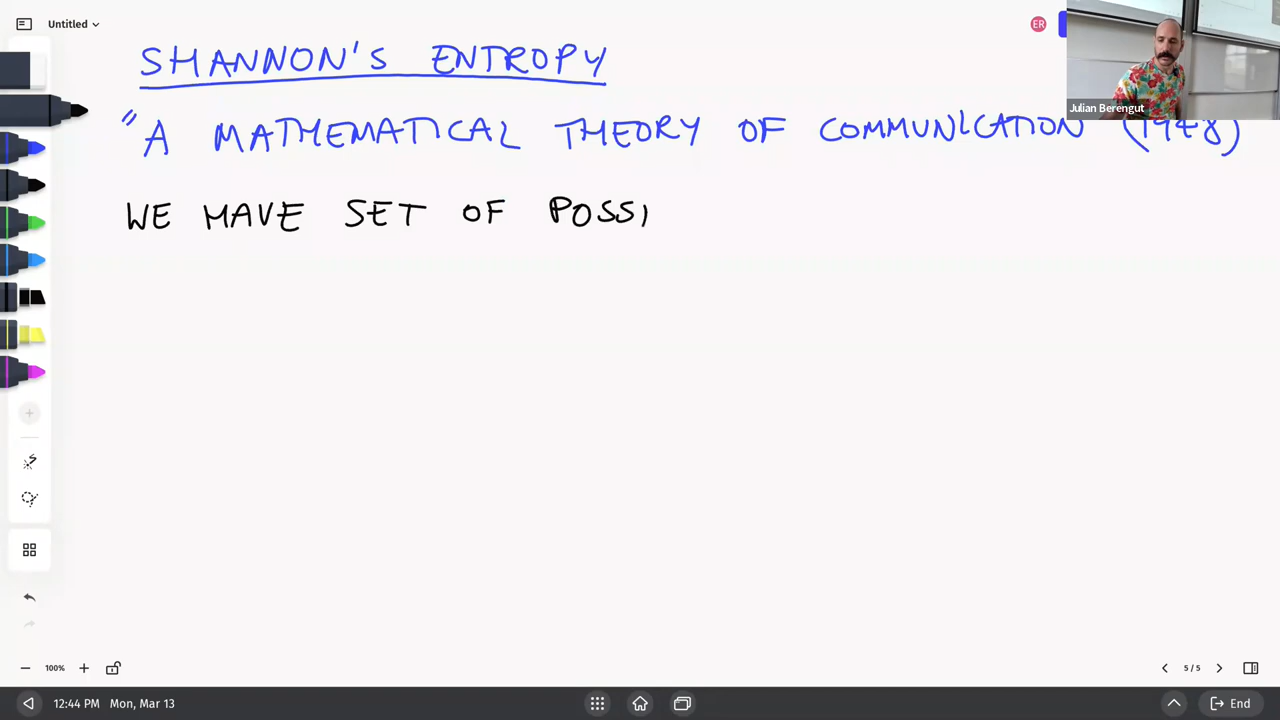 Untitled
ER
SHANNON'S ENTROPY
Julian Berengut
"A MATHEMATICAL THEORY OF COMMUNICATION (1948)
WE HAVE SET OF POSSI
100%
5/5
12:44 PM Mon, Mar 13
End